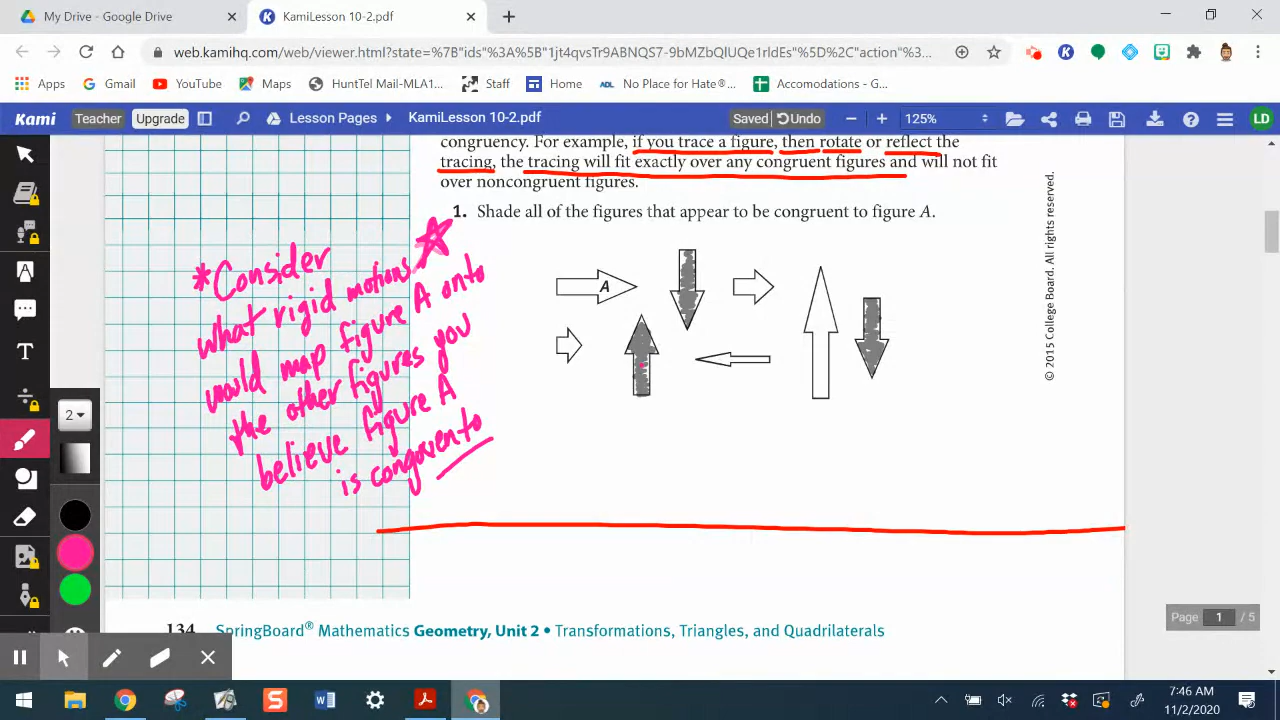 My Drive - Google Drive
KamiLesson 10-2.pdf
web.kamihq.com/web/viewer.html?state=%7B"ids"%3A%5B"1jt4qvsTr9ABNQS7-9bMZbQlUQe1rldEs"%5D%2C"action"%3...
Apps
Gmail
YouTube
Maps
HuntTel Mail-MLA1...
Staff
Home
ADL No Place for Hate®...
Accomodations - G...
Kami
Teacher
Upgrade
Lesson Pages
KamiLesson 10-2.pdf
Saved Undo
125%
LD
congruency. For example, if you trace a figure, then rotate or reflect the
tracing, the tracing will fit exactly over any congruent figures and will not fit
over noncongruent figures.
1. Shade all of the figures that appear to be congruent to figure A.
A
*Consider
what rigid motions
would map figure A onto
the other figures you
believe figure A
is congruent to
© 2015 College Board. All rights reserved.
2
T
134 SpringBoard® Mathematics Geometry, Unit 2 • Transformations, Triangles, and Quadrilaterals
Page 1 / 5
7:46 AM
11/2/2020